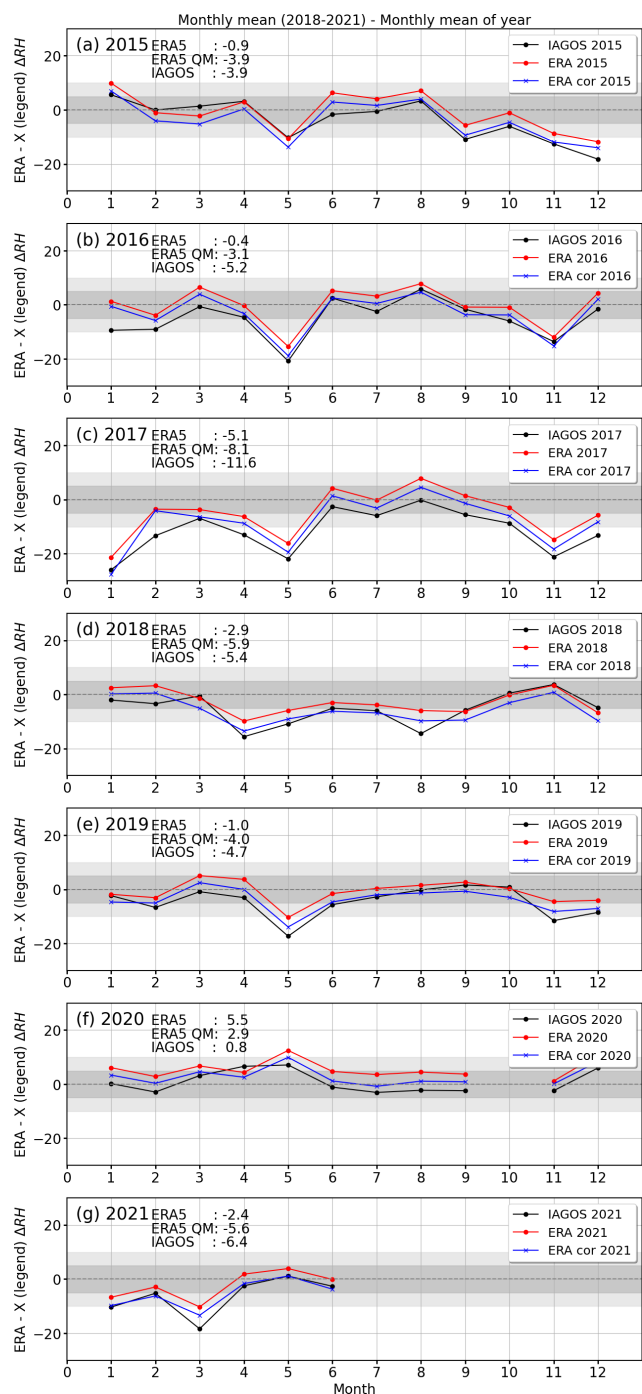 Monthly mean (2018-2021) - Monthly mean of year
(a) 2015
ERA5 : -0.9
ERA5 QM: -3.9
IAGOS : -3.9
IAGOS 2015
ERA 2015
ERA cor 2015
ERA - X (legend) ΔRH
20
0
−20
0 1 2 3 4 5 6 7 8 9 10 11 12
(b) 2016
ERA5 : -0.4
ERA5 QM: -3.1
IAGOS : -5.2
IAGOS 2016
ERA 2016
ERA cor 2016
ERA - X (legend) ΔRH
20
0
−20
0 1 2 3 4 5 6 7 8 9 10 11 12
(c) 2017
ERA5 : -5.1
ERA5 QM: -8.1
IAGOS : -11.6
IAGOS 2017
ERA 2017
ERA cor 2017
ERA - X (legend) ΔRH
20
0
−20
0 1 2 3 4 5 6 7 8 9 10 11 12
(d) 2018
ERA5 : -2.9
ERA5 QM: -5.9
IAGOS : -5.4
IAGOS 2018
ERA 2018
ERA cor 2018
ERA - X (legend) ΔRH
20
0
−20
0 1 2 3 4 5 6 7 8 9 10 11 12
(e) 2019
ERA5 : -1.0
ERA5 QM: -4.0
IAGOS : -4.7
IAGOS 2019
ERA 2019
ERA cor 2019
ERA - X (legend) ΔRH
20
0
−20
0 1 2 3 4 5 6 7 8 9 10 11 12
(f) 2020
ERA5 : 5.5
ERA5 QM: 2.9
IAGOS : 0.8
IAGOS 2020
ERA 2020
ERA cor 2020
ERA - X (legend) ΔRH
20
0
−20
0 1 2 3 4 5 6 7 8 9 10 11 12
(g) 2021
ERA5 : -2.4
ERA5 QM: -5.6
IAGOS : -6.4
IAGOS 2021
ERA 2021
ERA cor 2021
ERA - X (legend) ΔRH
20
0
−20
0 1 2 3 4 5 6 7 8 9 10 11 12
Month